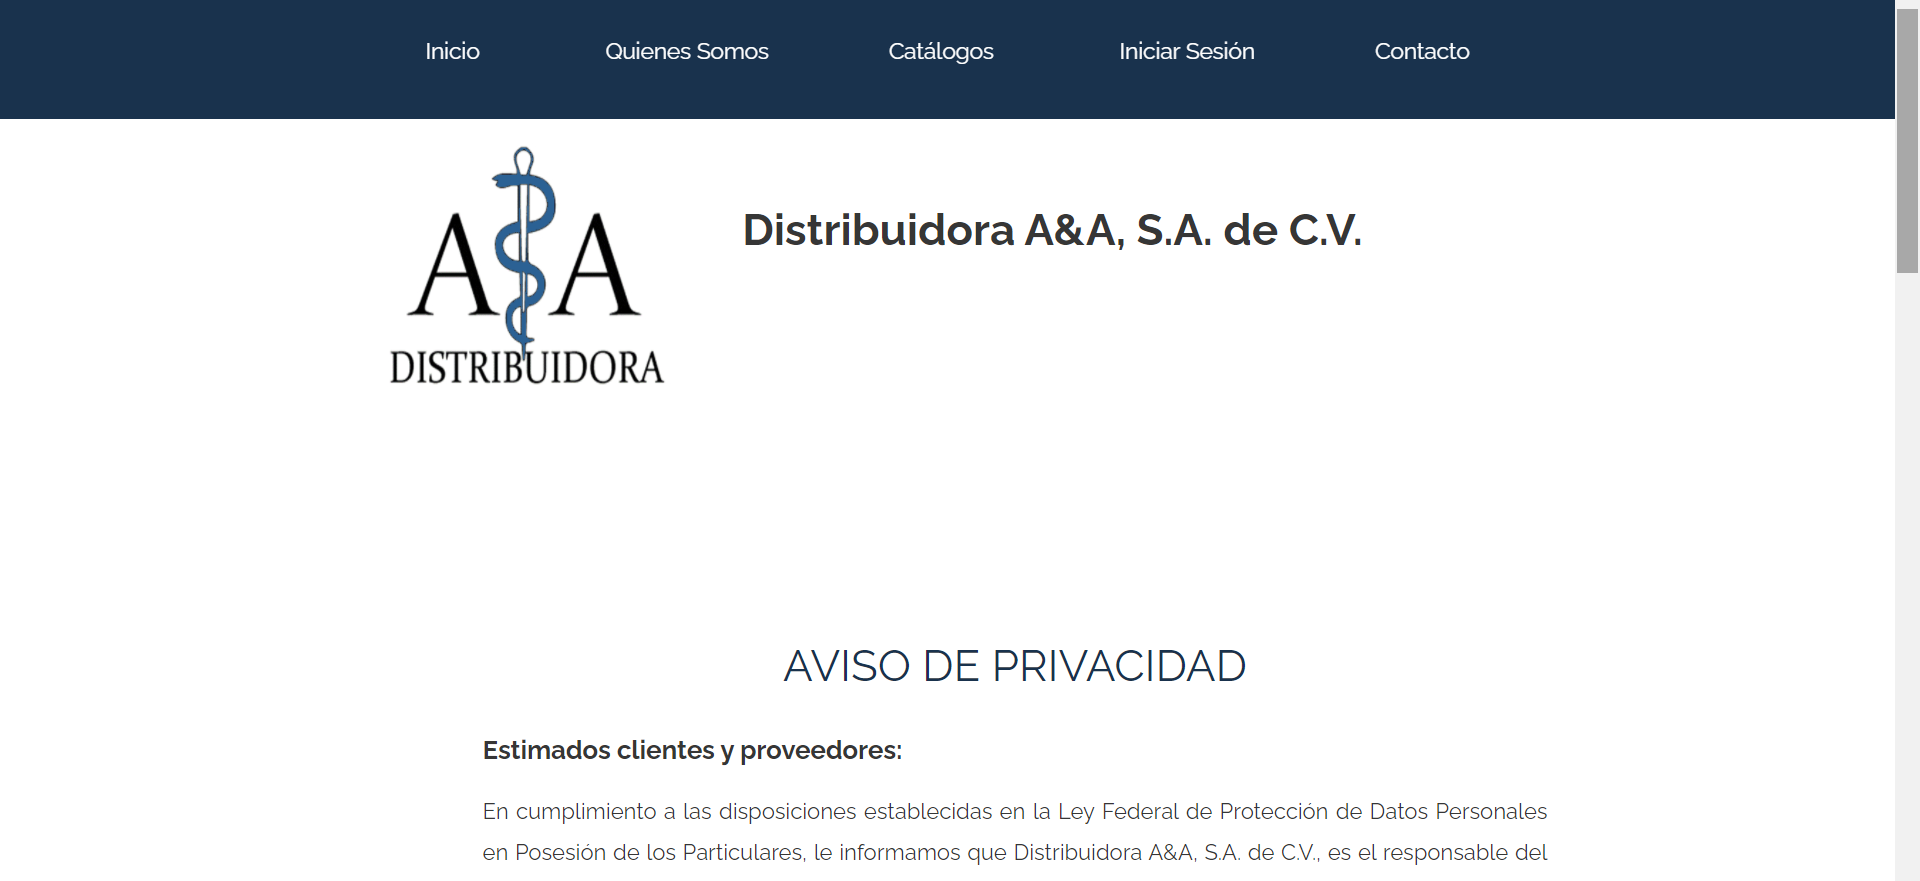 Inicio Quienes Somos Catálogos Iniciar Sesión Contacto
A A
DISTRIBUIDORA
Distribuidora A&A, S.A. de C.V.
AVISO DE PRIVACIDAD
Estimados clientes y proveedores:
En cumplimiento a las disposiciones establecidas en la Ley Federal de Protección de Datos Personales
en Posesión de los Particulares, le informamos que Distribuidora A&A, S.A. de C.V., es el responsable del